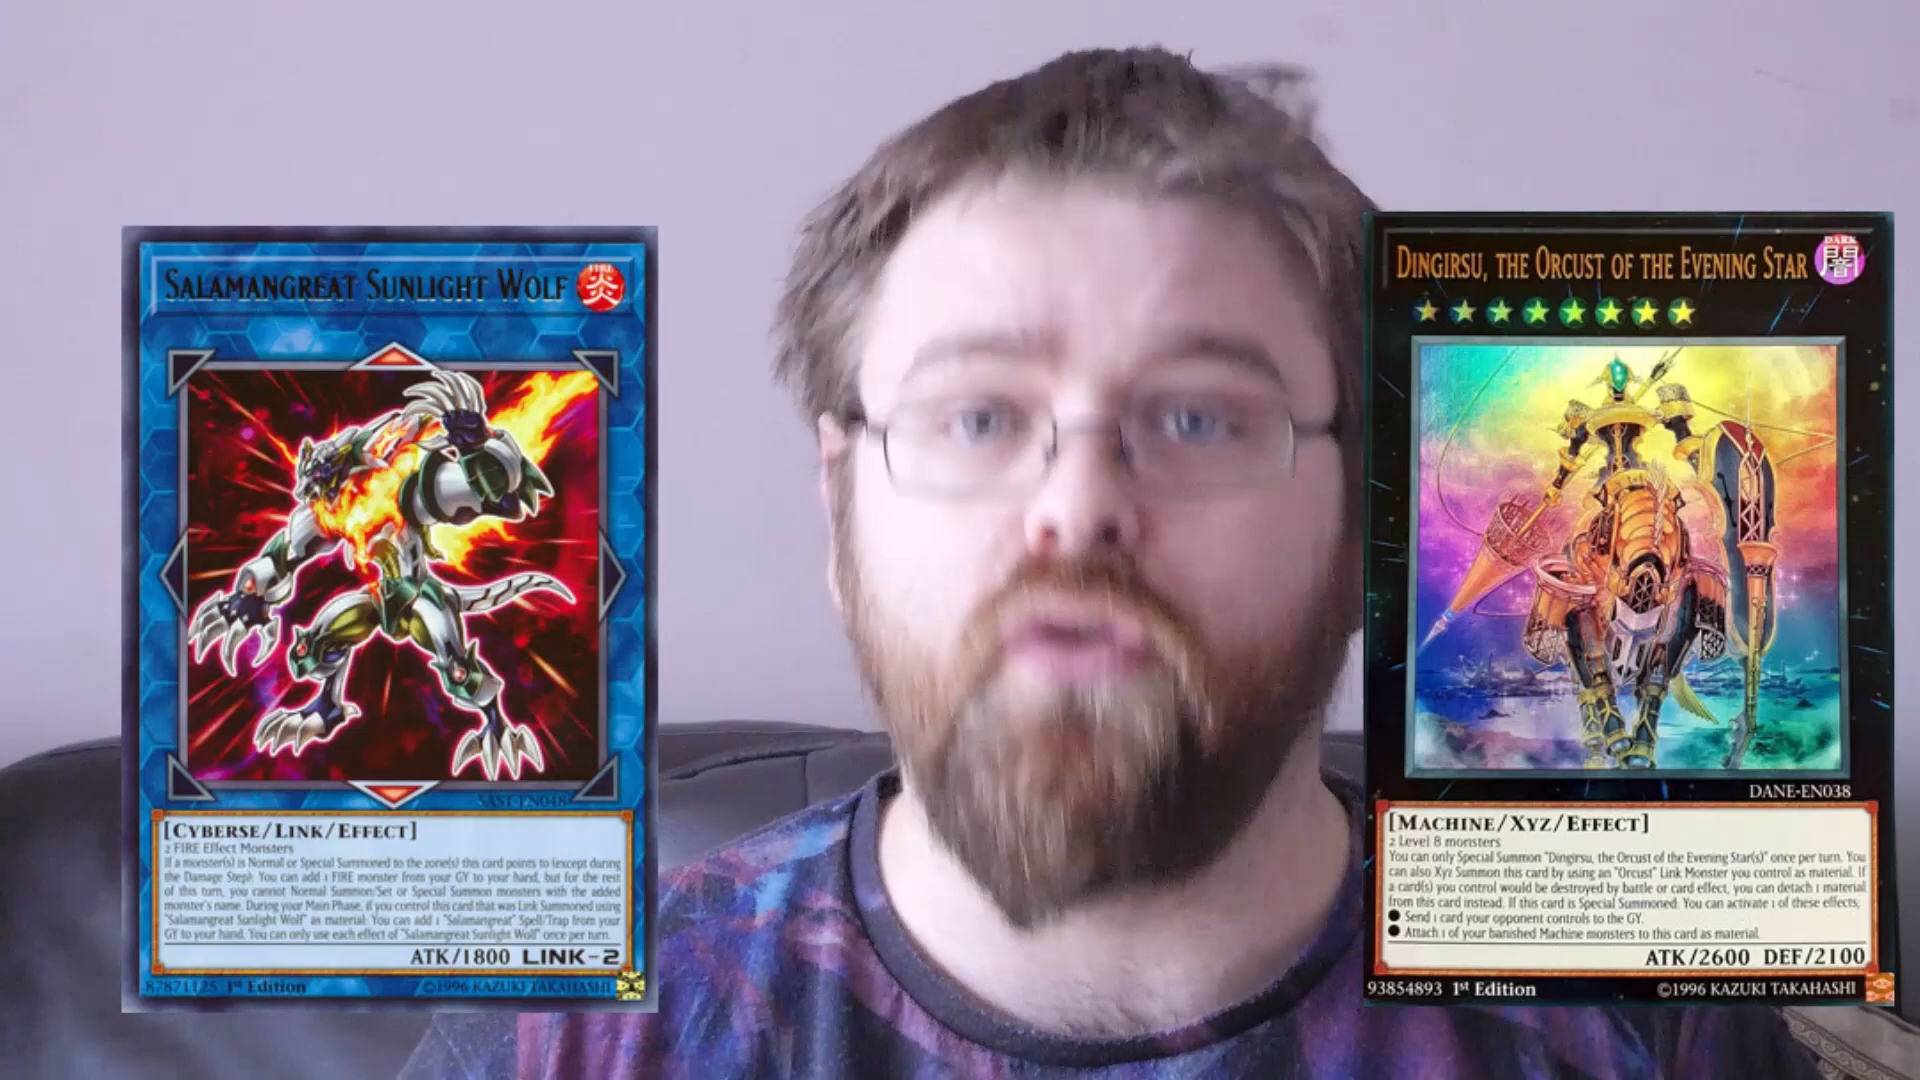 SALAMANGREAT SUNLIGHT WOLF
FIRE
炎
SAST-EN048
[CYBERSE/LINK/EFFECT]
2 FIRE Effect Monsters
If a monster(s) is Normal or Special Summoned to the zone(s) this card points to (except during
the Damage Step): You can add 1 FIRE monster from your GY to your hand, but for the rest
of this turn, you cannot Normal Summon/Set or Special Summon monsters with the added
monster's name. During your Main Phase, if you control this card that was Link Summoned using
"Salamangreat Sunlight Wolf" as material: You can add 1 "Salamangreat" Spell/Trap from your
GY to your hand. You can only use each effect of "Salamangreat Sunlight Wolf" once per turn.
ATK/1800 LINK-2
87871125 1st Edition
©1996 KAZUKI TAKAHASHI
DINGIRSU, THE ORCUST OF THE EVENING STAR
DARK
闇
DANE-EN038
[MACHINE/XYZ/EFFECT]
2 Level 8 monsters
You can only Special Summon "Dingirsu, the Orcust of the Evening Star(s)" once per turn. You
can also Xyz Summon this card by using an "Orcust" Link Monster you control as material. If
a card(s) you control would be destroyed by battle or card effect, you can detach 1 material
from this card instead. If this card is Special Summoned: You can activate 1 of these effects;
● Send 1 card your opponent controls to the GY.
● Attach 1 of your banished Machine monsters to this card as material.
ATK/2600 DEF/2100
93854893 1st Edition
©1996 KAZUKI TAKAHASHI